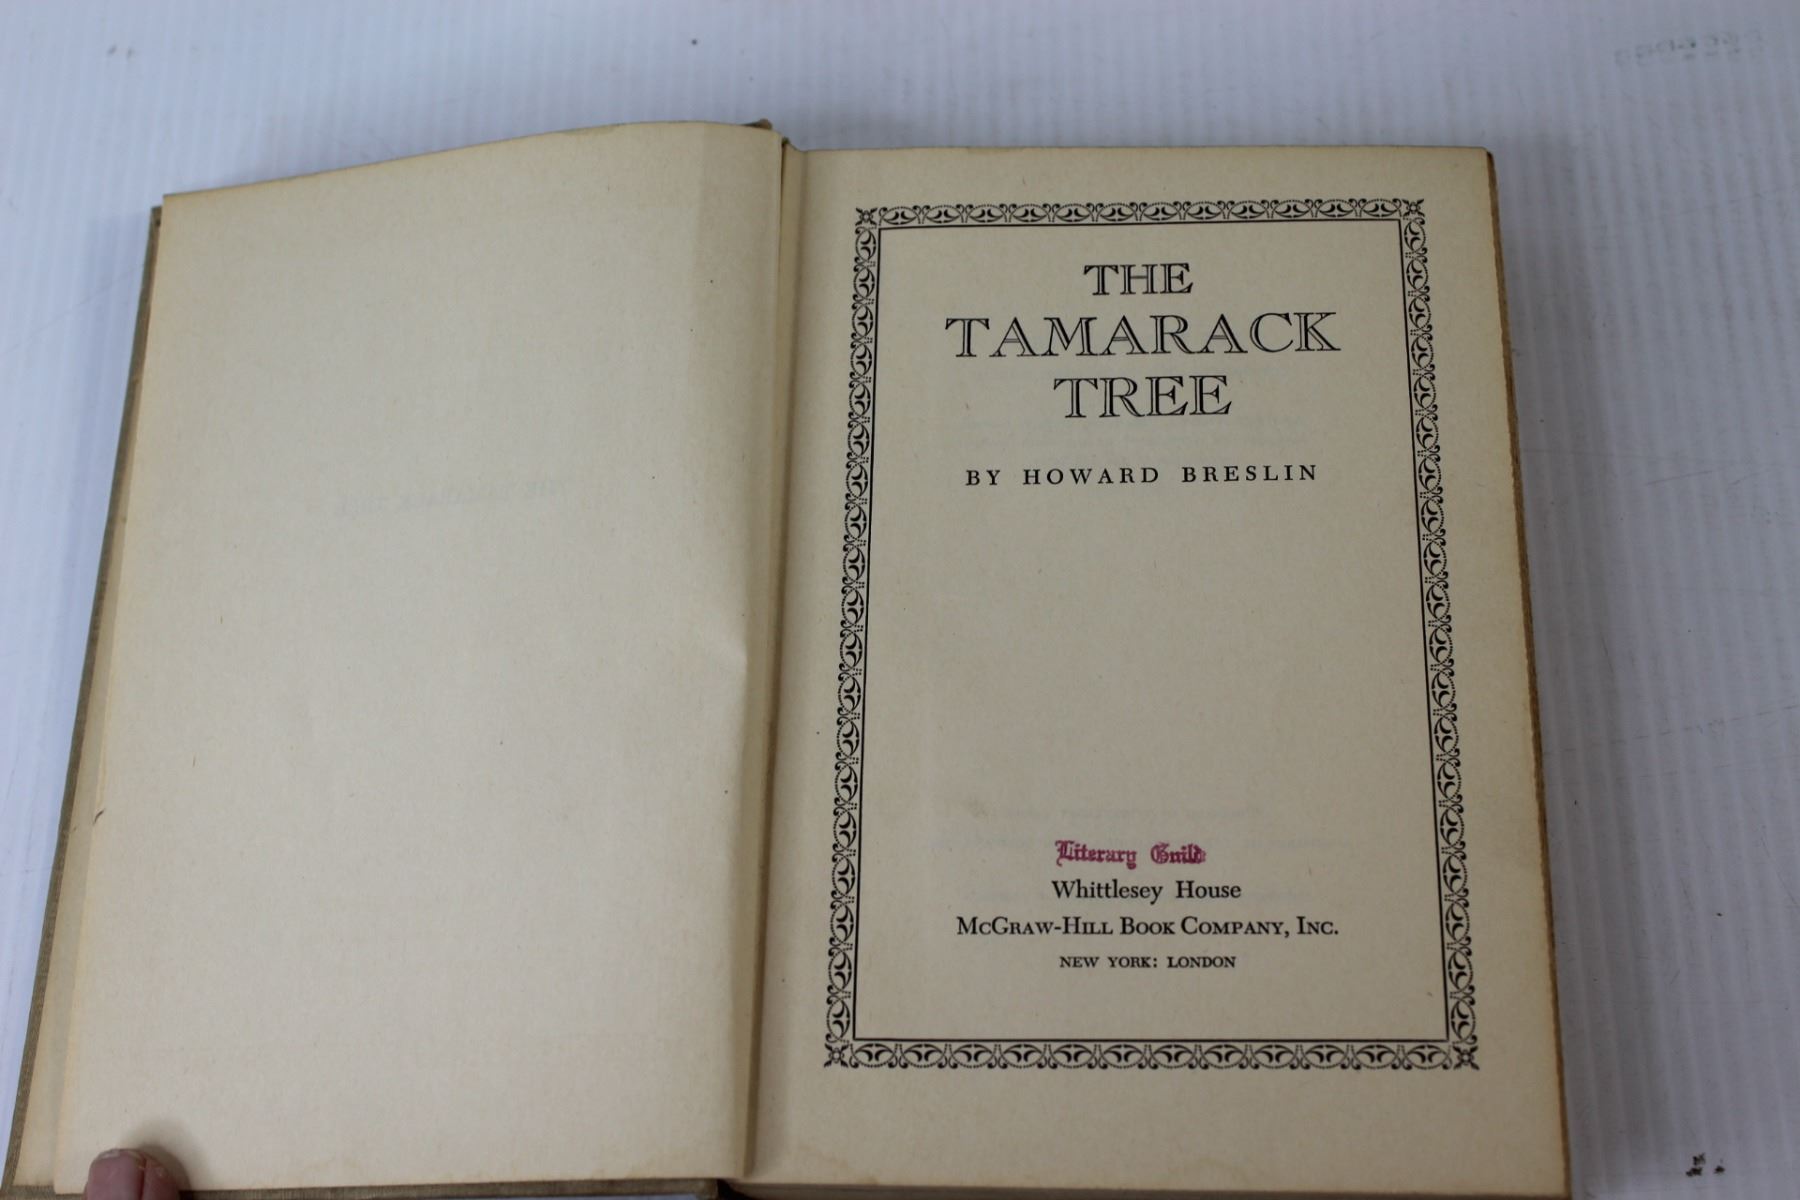 THE
TAMARACK
TREE
BY HOWARD BRESLIN
Literary Guild
Whittlesey House
McGraw-Hill Book Company, Inc.
NEW YORK: LONDON